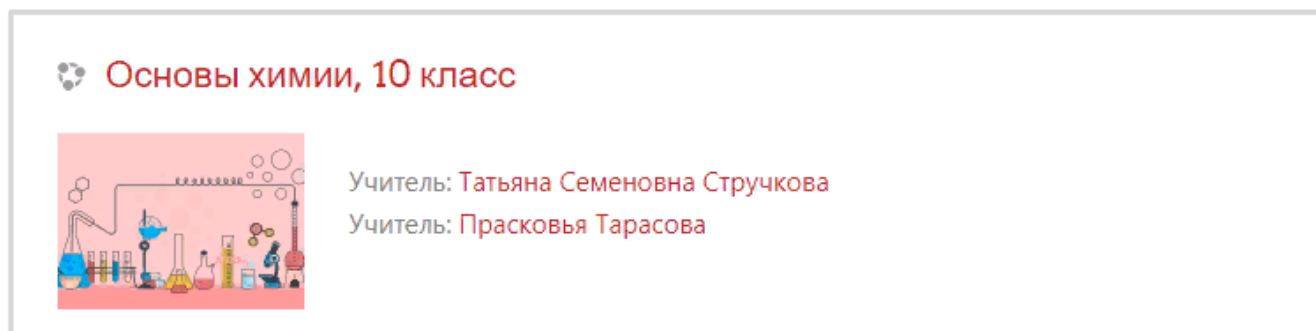 Основы химии, 10 класс
Учитель: Татьяна Семеновна Стручкова
Учитель: Прасковья Тарасова